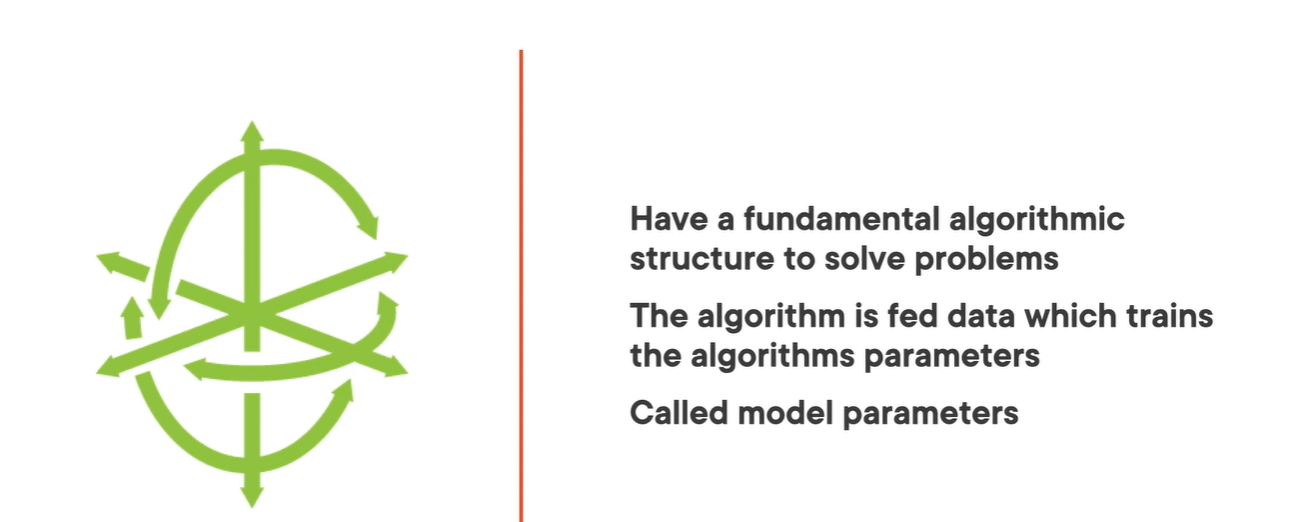 Have a fundamental algorithmic
structure to solve problems
The algorithm is fed data which trains
the algorithms parameters
Called model parameters